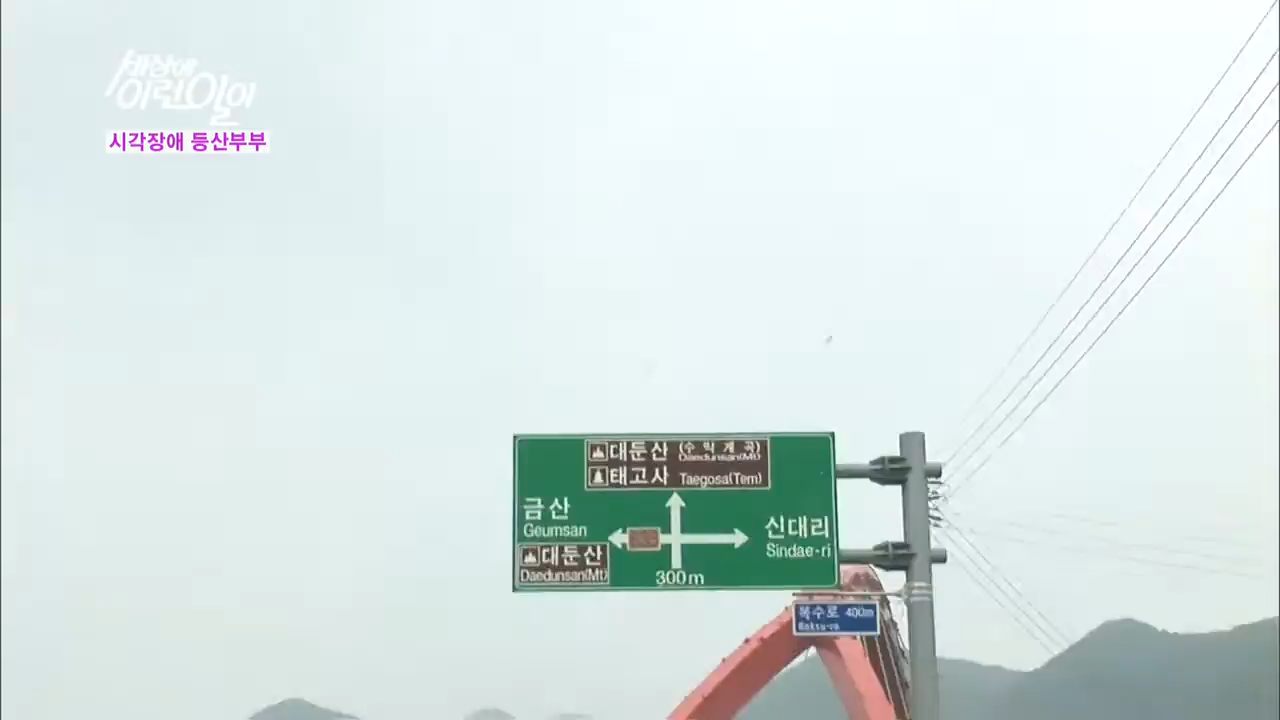 세상에
이런일이
시각장애 등산부부
대둔산 (수락계곡)
Daedunsan(Mt)
태고사 Taegosa(Tem)
금산
Geumsan
신대리
Sindae-ri
대둔산
Daedunsan(Mt)
300m
복수로 400m
Boksu-ro